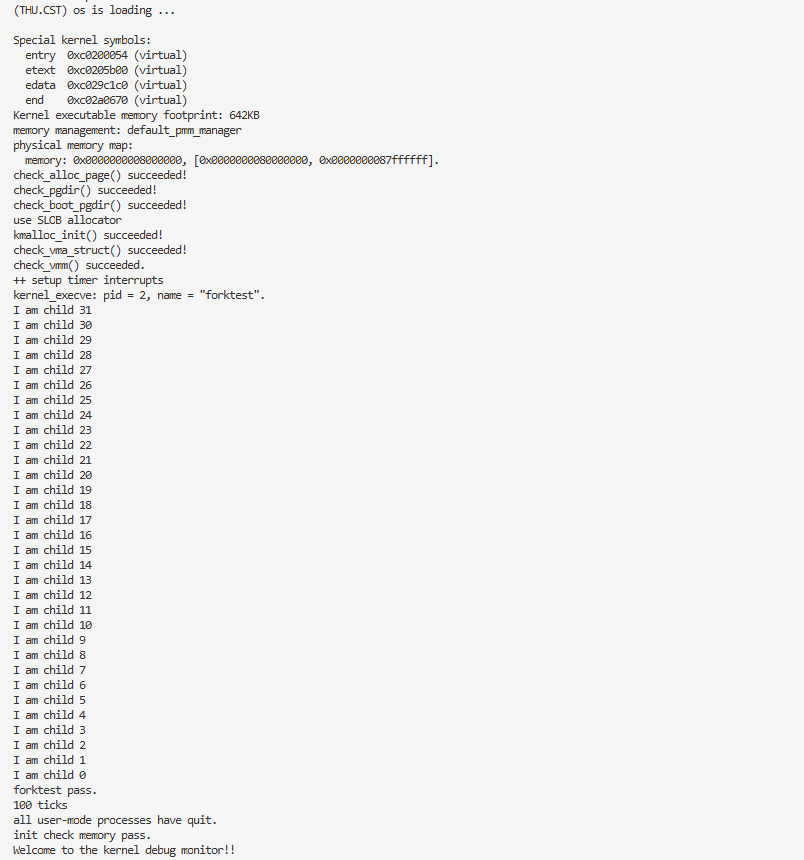 (THU.CST) os is loading ...
Special kernel symbols:
  entry  0xc0200054 (virtual)
  etext  0xc0205b00 (virtual)
  edata  0xc029c1c0 (virtual)
  end    0xc02a0670 (virtual)
Kernel executable memory footprint: 642KB
memory management: default_pmm_manager
physical memory map:
  memory: 0x0000000008000000, [0x0000000080000000, 0x0000000087ffffff].
check_alloc_page() succeeded!
check_pgdir() succeeded!
check_boot_pgdir() succeeded!
use SLOB allocator
kmalloc_init() succeeded!
check_vma_struct() succeeded!
check_vmm() succeeded.
++ setup timer interrupts
kernel_execve: pid = 2, name = "forktest".
I am child 31
I am child 30
I am child 29
I am child 28
I am child 27
I am child 26
I am child 25
I am child 24
I am child 23
I am child 22
I am child 21
I am child 20
I am child 19
I am child 18
I am child 17
I am child 16
I am child 15
I am child 14
I am child 13
I am child 12
I am child 11
I am child 10
I am child 9
I am child 8
I am child 7
I am child 6
I am child 5
I am child 4
I am child 3
I am child 2
I am child 1
I am child 0
forktest pass.
100 ticks
all user-mode processes have quit.
init check memory pass.
Welcome to the kernel debug monitor!!